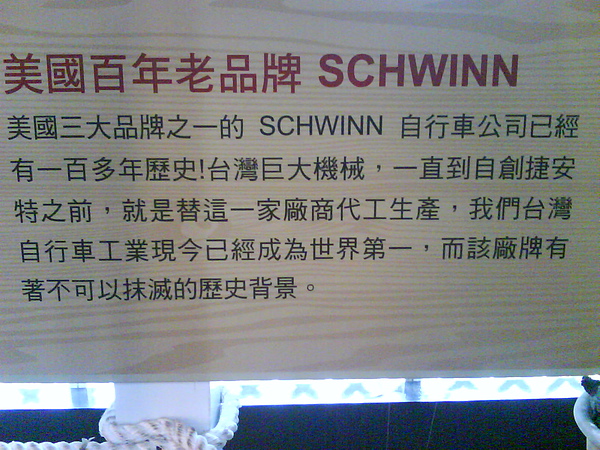 美國百年老品牌 SCHWINN
美國三大品牌之一的 SCHWINN 自行車公司已經
有一百多年歷史!台灣巨大機械，一直到自創捷安
特之前，就是替這一家廠商代工生產，我們台灣
自行車工業現今已經成為世界第一，而該廠牌有
著不可以抹滅的歷史背景。